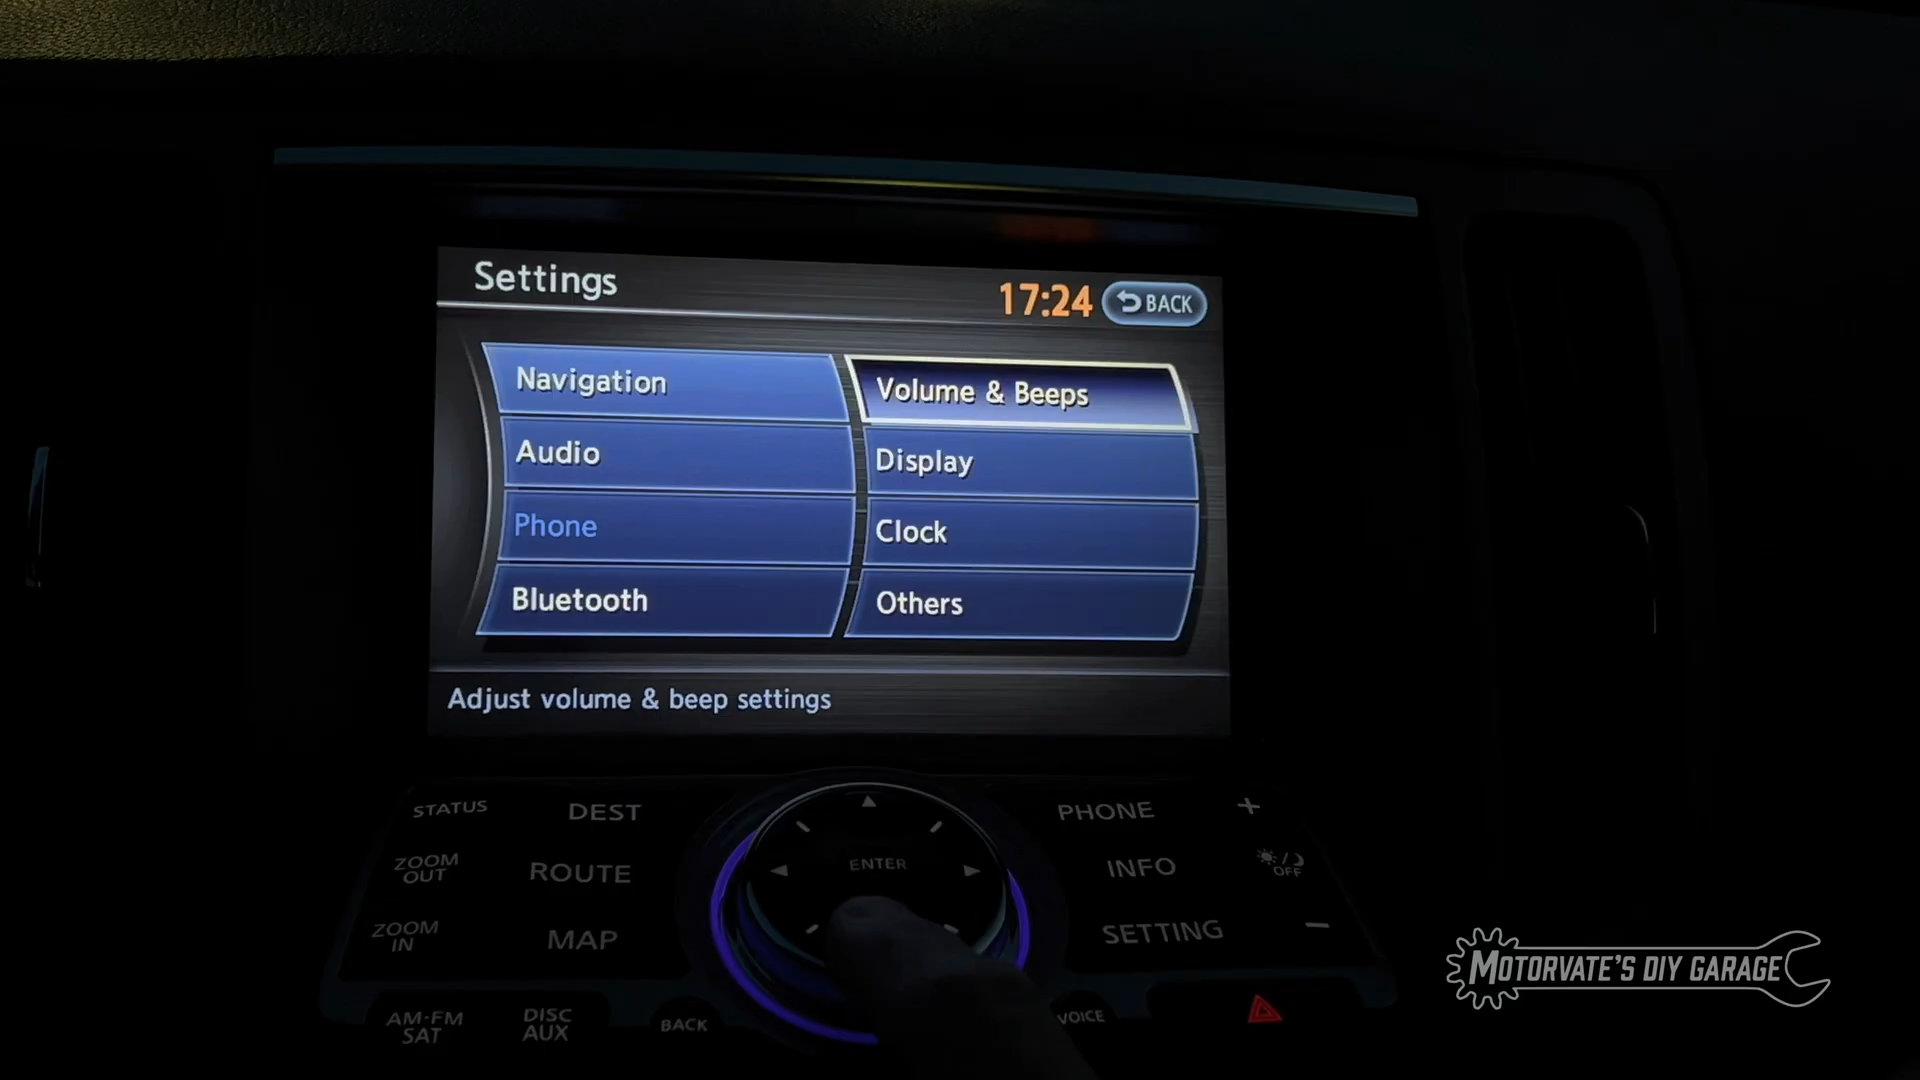 Settings
17:24
BACK
Navigation
Volume & Beeps
Audio
Display
Phone
Clock
Bluetooth
Others
Adjust volume & beep settings
STATUS
DEST
PHONE
+
ZOOM
OUT
ROUTE
ENTER
INFO
OFF
ZOOM
IN
MAP
SETTING
−
AM·FM
SAT
DISC
AUX
BACK
VOICE
MOTORVATE'S DIY GARAGE